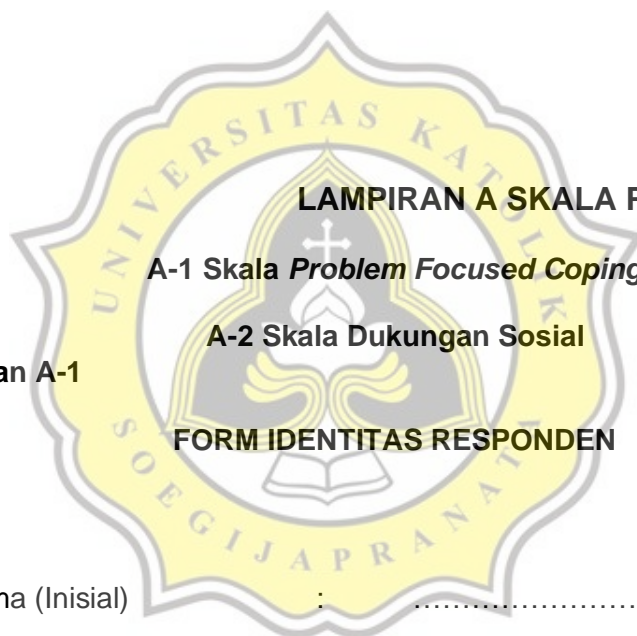 UNIVERSITAS KATOLIK
SOEGIJAPRANATA
LAMPIRAN A SKALA
A-1 Skala Problem Focused Coping
A-2 Skala Dukungan Sosial
A-1
FORM IDENTITAS RESPONDEN
(Inisial) : ........................